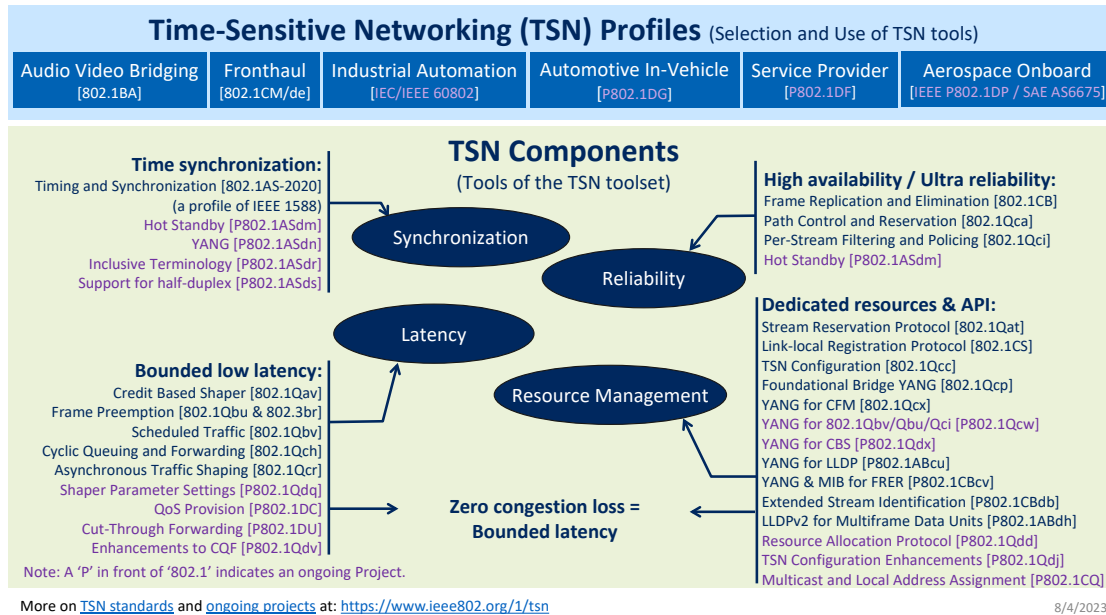 Time-Sensitive Networking (TSN) Profiles (Selection and Use of TSN tools)
Audio Video Bridging
[802.1BA]
Fronthaul
[802.1CM/de]
Industrial Automation
[IEC/IEEE 60802]
Automotive In-Vehicle
[P802.1DG]
Service Provider
[P802.1DF]
Aerospace Onboard
[IEEE P802.1DP / SAE AS6675]
TSN Components
(Tools of the TSN toolset)
Time synchronization:
Timing and Synchronization [802.1AS-2020]
(a profile of IEEE 1588)
Hot Standby [P802.1ASdm]
YANG [P802.1ASdn]
Inclusive Terminology [P802.1ASdr]
Support for half-duplex [P802.1ASds]
Synchronization
High availability / Ultra reliability:
Frame Replication and Elimination [802.1CB]
Path Control and Reservation [802.1Qca]
Per-Stream Filtering and Policing [802.1Qci]
Hot Standby [P802.1ASdm]
Reliability
Latency
Bounded low latency:
Credit Based Shaper [802.1Qav]
Frame Preemption [802.1Qbu & 802.3br]
Scheduled Traffic [802.1Qbv]
Cyclic Queuing and Forwarding [802.1Qch]
Asynchronous Traffic Shaping [802.1Qcr]
Shaper Parameter Settings [P802.1Qdq]
QoS Provision [P802.1DC]
Cut-Through Forwarding [P802.1DU]
Enhancements to CQF [P802.1Qdv]
Resource Management
Dedicated resources & API:
Stream Reservation Protocol [802.1Qat]
Link-local Registration Protocol [802.1CS]
TSN Configuration [802.1Qcc]
Foundational Bridge YANG [802.1Qcp]
YANG for CFM [802.1Qcx]
YANG for 802.1Qbv/Qbu/Qci [P802.1Qcw]
YANG for CBS [P802.1Qdx]
YANG for LLDP [P802.1ABcu]
YANG & MIB for FRER [P802.1CBcv]
Extended Stream Identification [P802.1CBdb]
LLDPv2 for Multiframe Data Units [P802.1ABdh]
Resource Allocation Protocol [P802.1Qdd]
TSN Configuration Enhancements [P802.1Qdj]
Multicast and Local Address Assignment [P802.1CQ]
Zero congestion loss =
Bounded latency
Note: A 'P' in front of '802.1' indicates an ongoing Project.
More on TSN standards and ongoing projects at: https://www.ieee802.org/1/tsn
8/4/2023